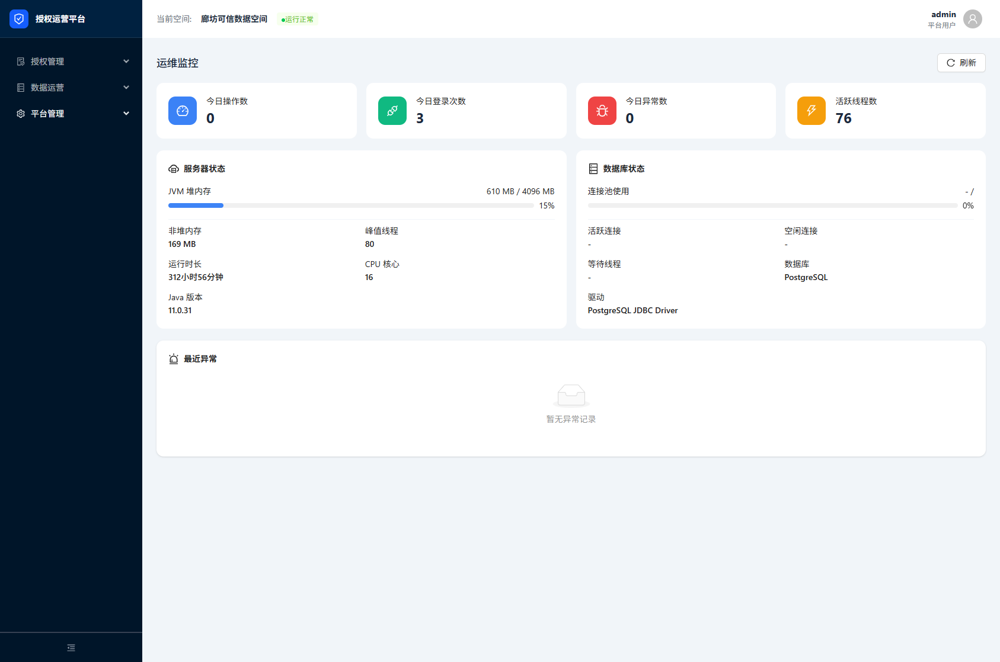 授权运营平台
当前空间: 廊坊可信数据空间 运行正常
admin
平台用户
授权管理
数据运营
平台管理
运维监控
刷新
今日操作数
0
今日登录次数
3
今日异常数
0
活跃线程数
76
服务器状态
JVM 堆内存 610 MB / 4096 MB
15%
非堆内存 峰值线程
169 MB 80
运行时长 CPU 核心
312小时56分钟 16
Java 版本
11.0.31
数据库状态
连接池使用 - /
0%
活跃连接 空闲连接
- -
等待线程 数据库
- PostgreSQL
驱动
PostgreSQL JDBC Driver
最近异常
暂无异常记录